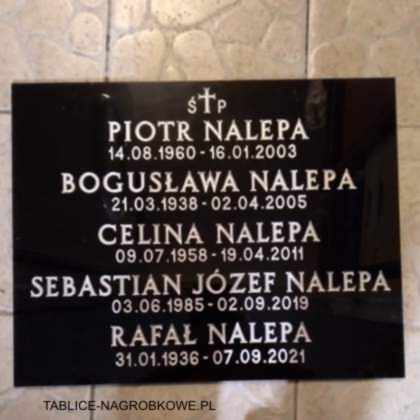 Ś✝P
PIOTR NALEPA
14.08.1960 - 16.01.2003
BOGUSŁAWA NALEPA
21.03.1938 - 02.04.2005
CELINA NALEPA
09.07.1958 - 19.04.2011
SEBASTIAN JÓZEF NALEPA
03.06.1985 - 02.09.2019
RAFAŁ NALEPA
31.01.1936 - 07.09.2021
TABLICE-NAGROBKOWE.PL